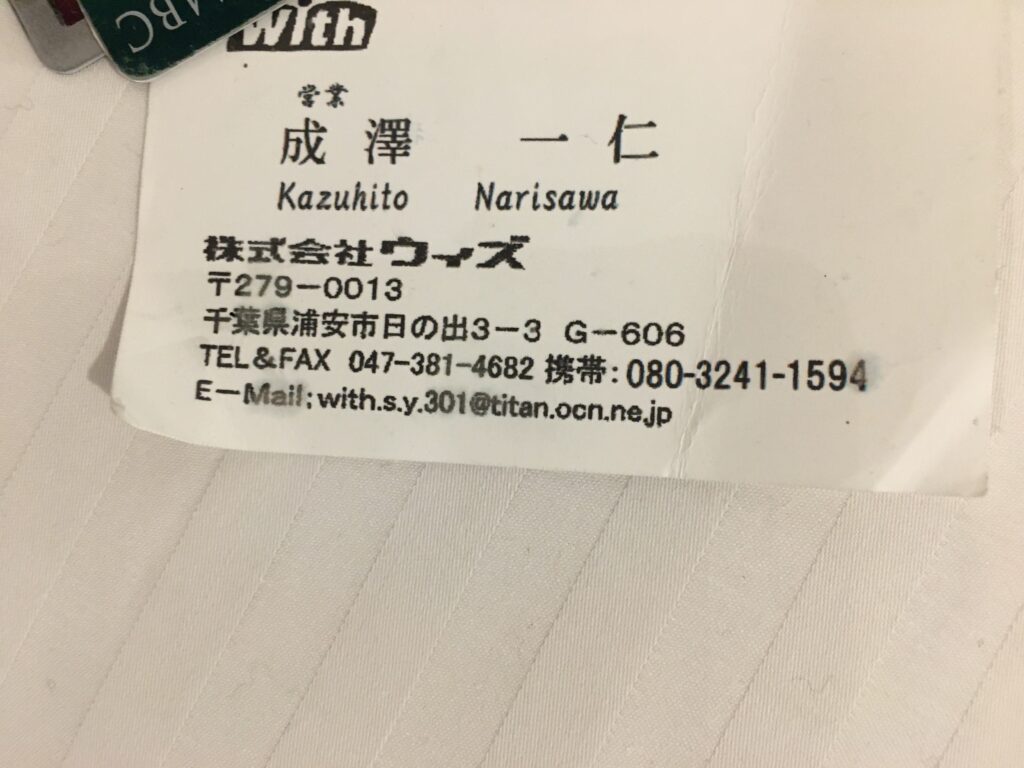 MBC
with
営業
成澤 一仁
Kazuhito Narisawa
株式会社ウィズ
〒279-0013
千葉県浦安市日の出3-3 G-606
TEL&FAX 047-381-4682 携帯:080-3241-1594
E-Mail:with.s.y.301@titan.ocn.ne.jp